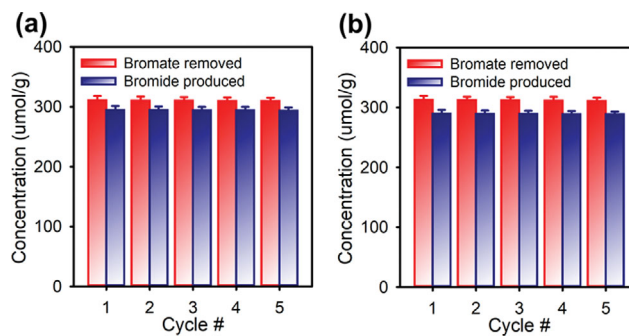 (a)
400
300
200
100
0
Concentration (umol/g)
Bromate removed
Bromide produced
1 2 3 4 5
Cycle #
(b)
400
300
200
100
0
Concentration (umol/g)
Bromate removed
Bromide produced
1 2 3 4 5
Cycle #